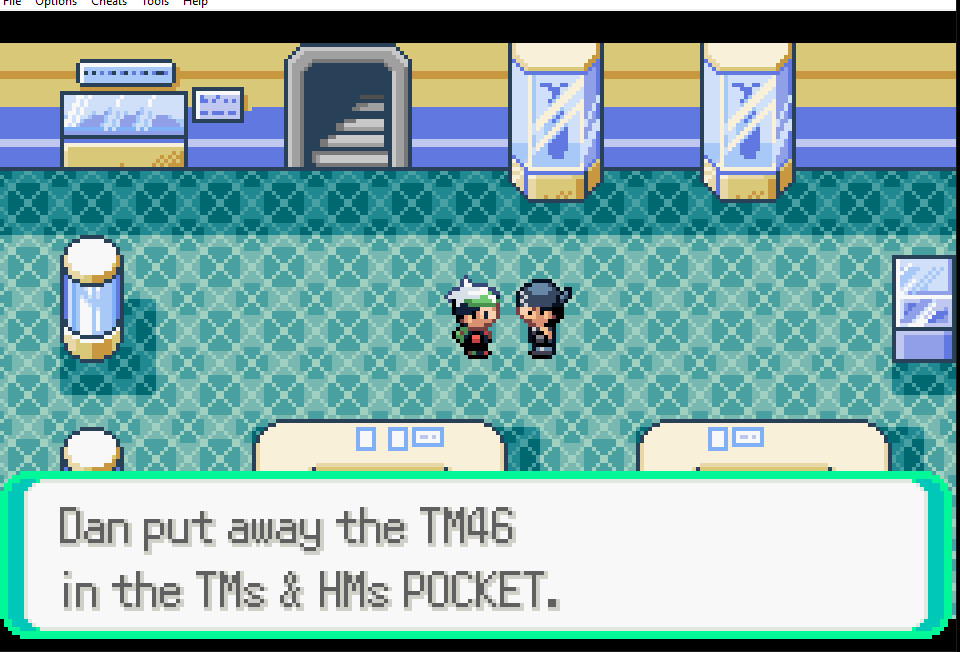 File Options Cheats Tools Help
Dan put away the TM46
in the TMs & HMs POCKET.